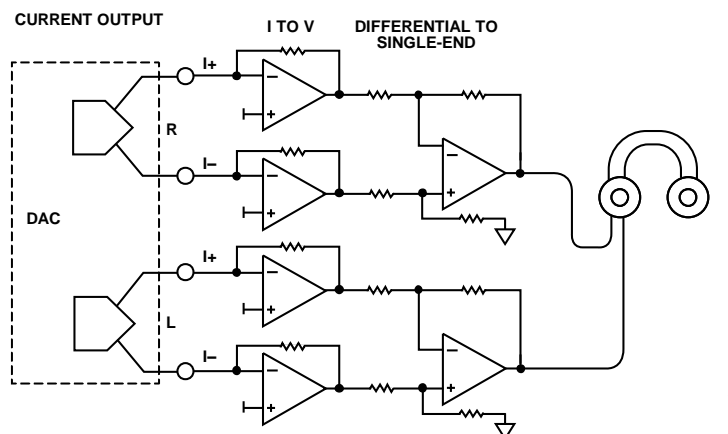 CURRENT OUTPUT
I TO V
DIFFERENTIAL TO
SINGLE-END
I+
R
I–
DAC
I+
L
I–
−
+
−
+
−
+
−
+
−
+
−
+